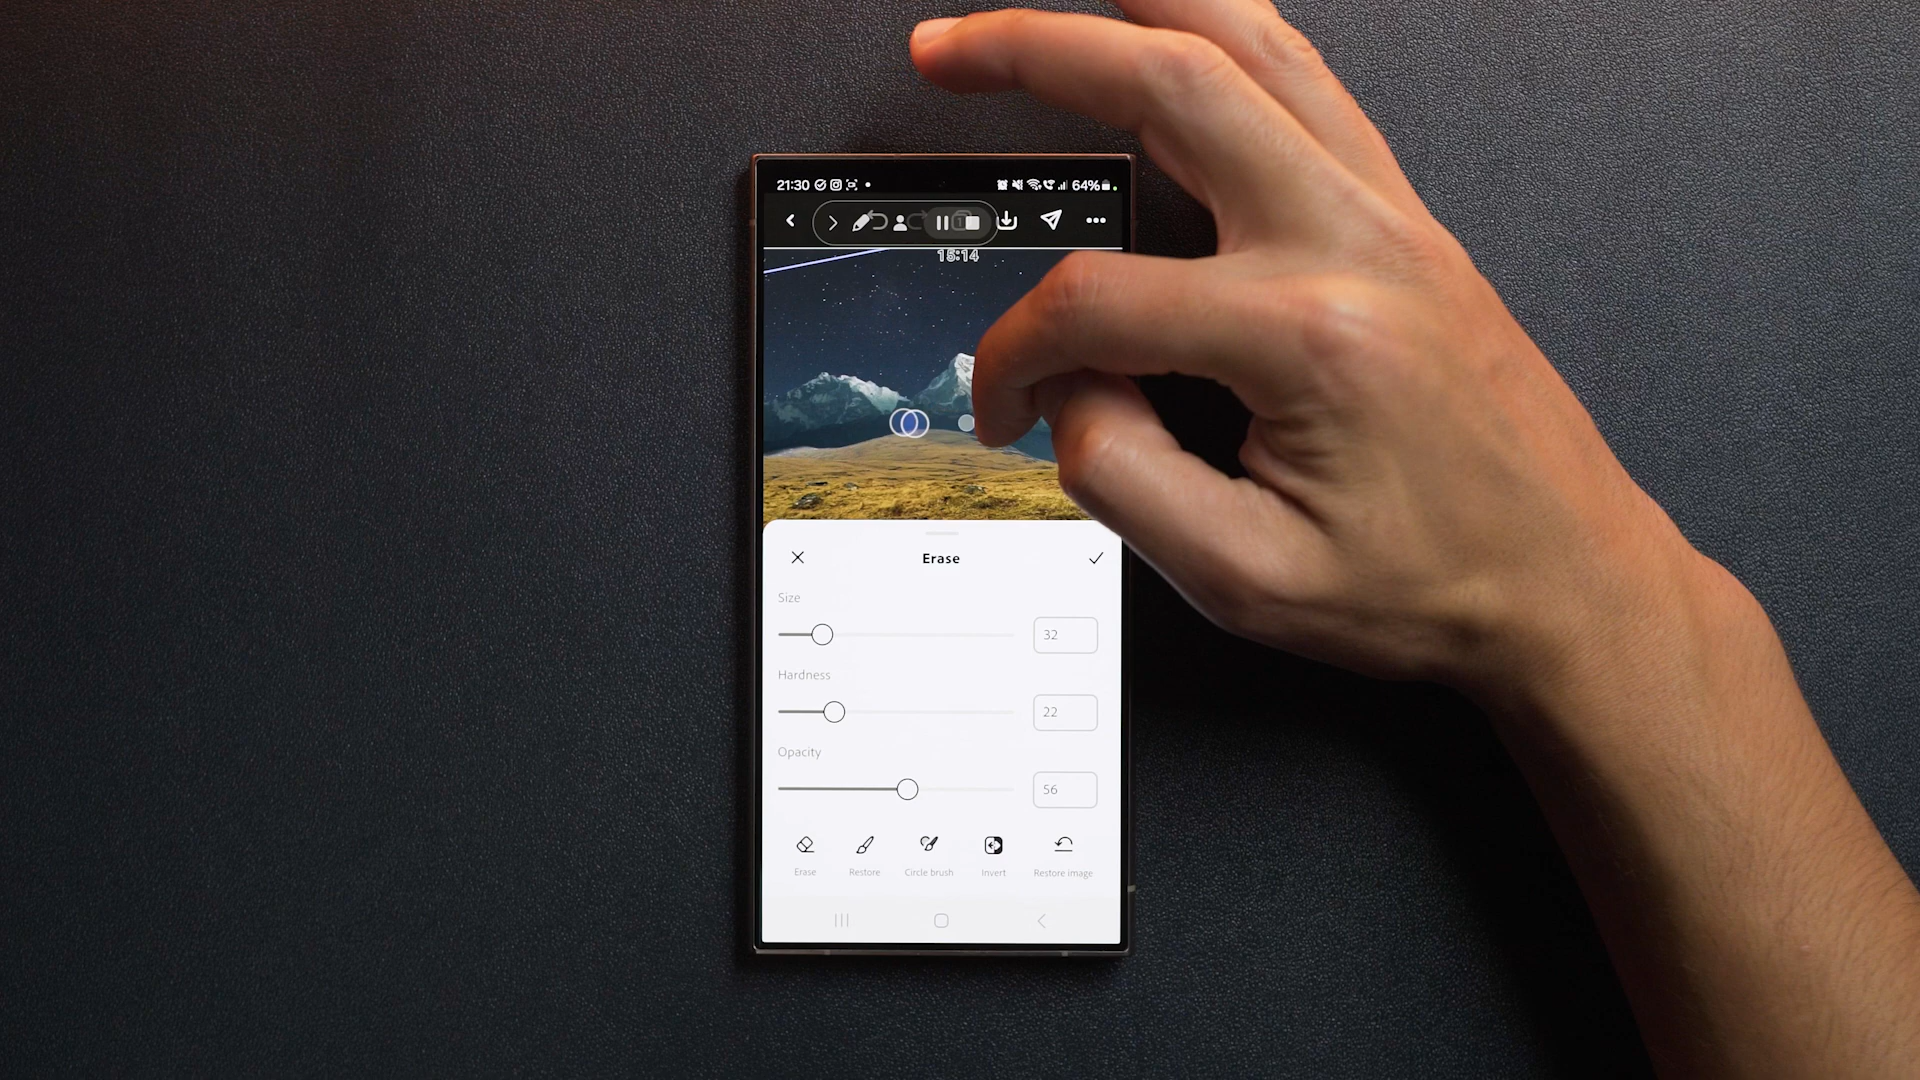 21:30 64%
1
15:14
Erase
Size
32
Hardness
22
Opacity
56
Erase Restore Circle brush Invert Restore image